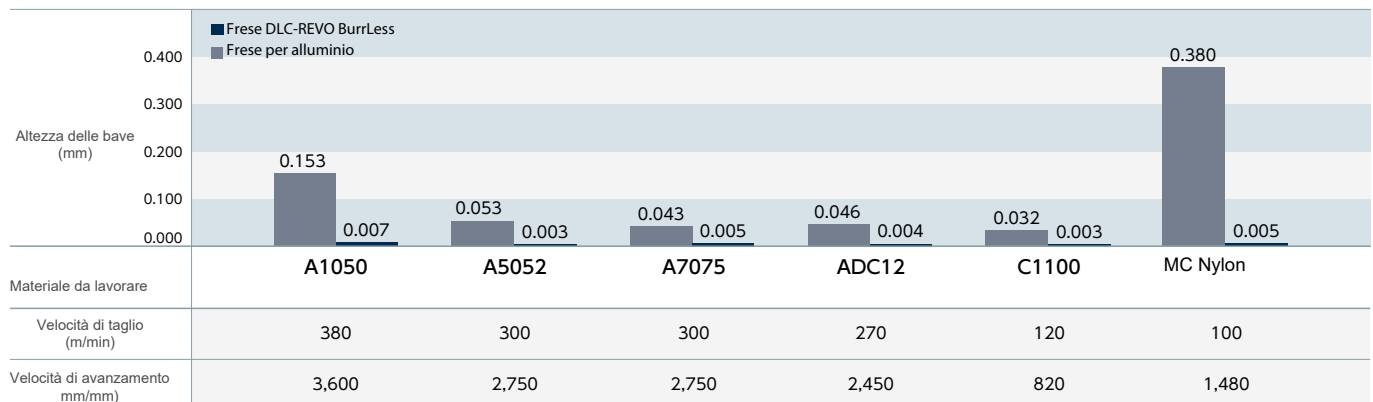 Frese DLC-REVO BurrLess
Frese per alluminio
Altezza delle bave
(mm)
0.400
0.300
0.200
0.100
0.000
0.153
0.007
0.053
0.003
0.043
0.005
0.046
0.004
0.032
0.003
0.380
0.005
Materiale da lavorare
A1050
A5052
A7075
ADC12
C1100
MC Nylon
Velocità di taglio
(m/min)
380
300
300
270
120
100
Velocità di avanzamento
mm/mm)
3,600
2,750
2,750
2,450
820
1,480